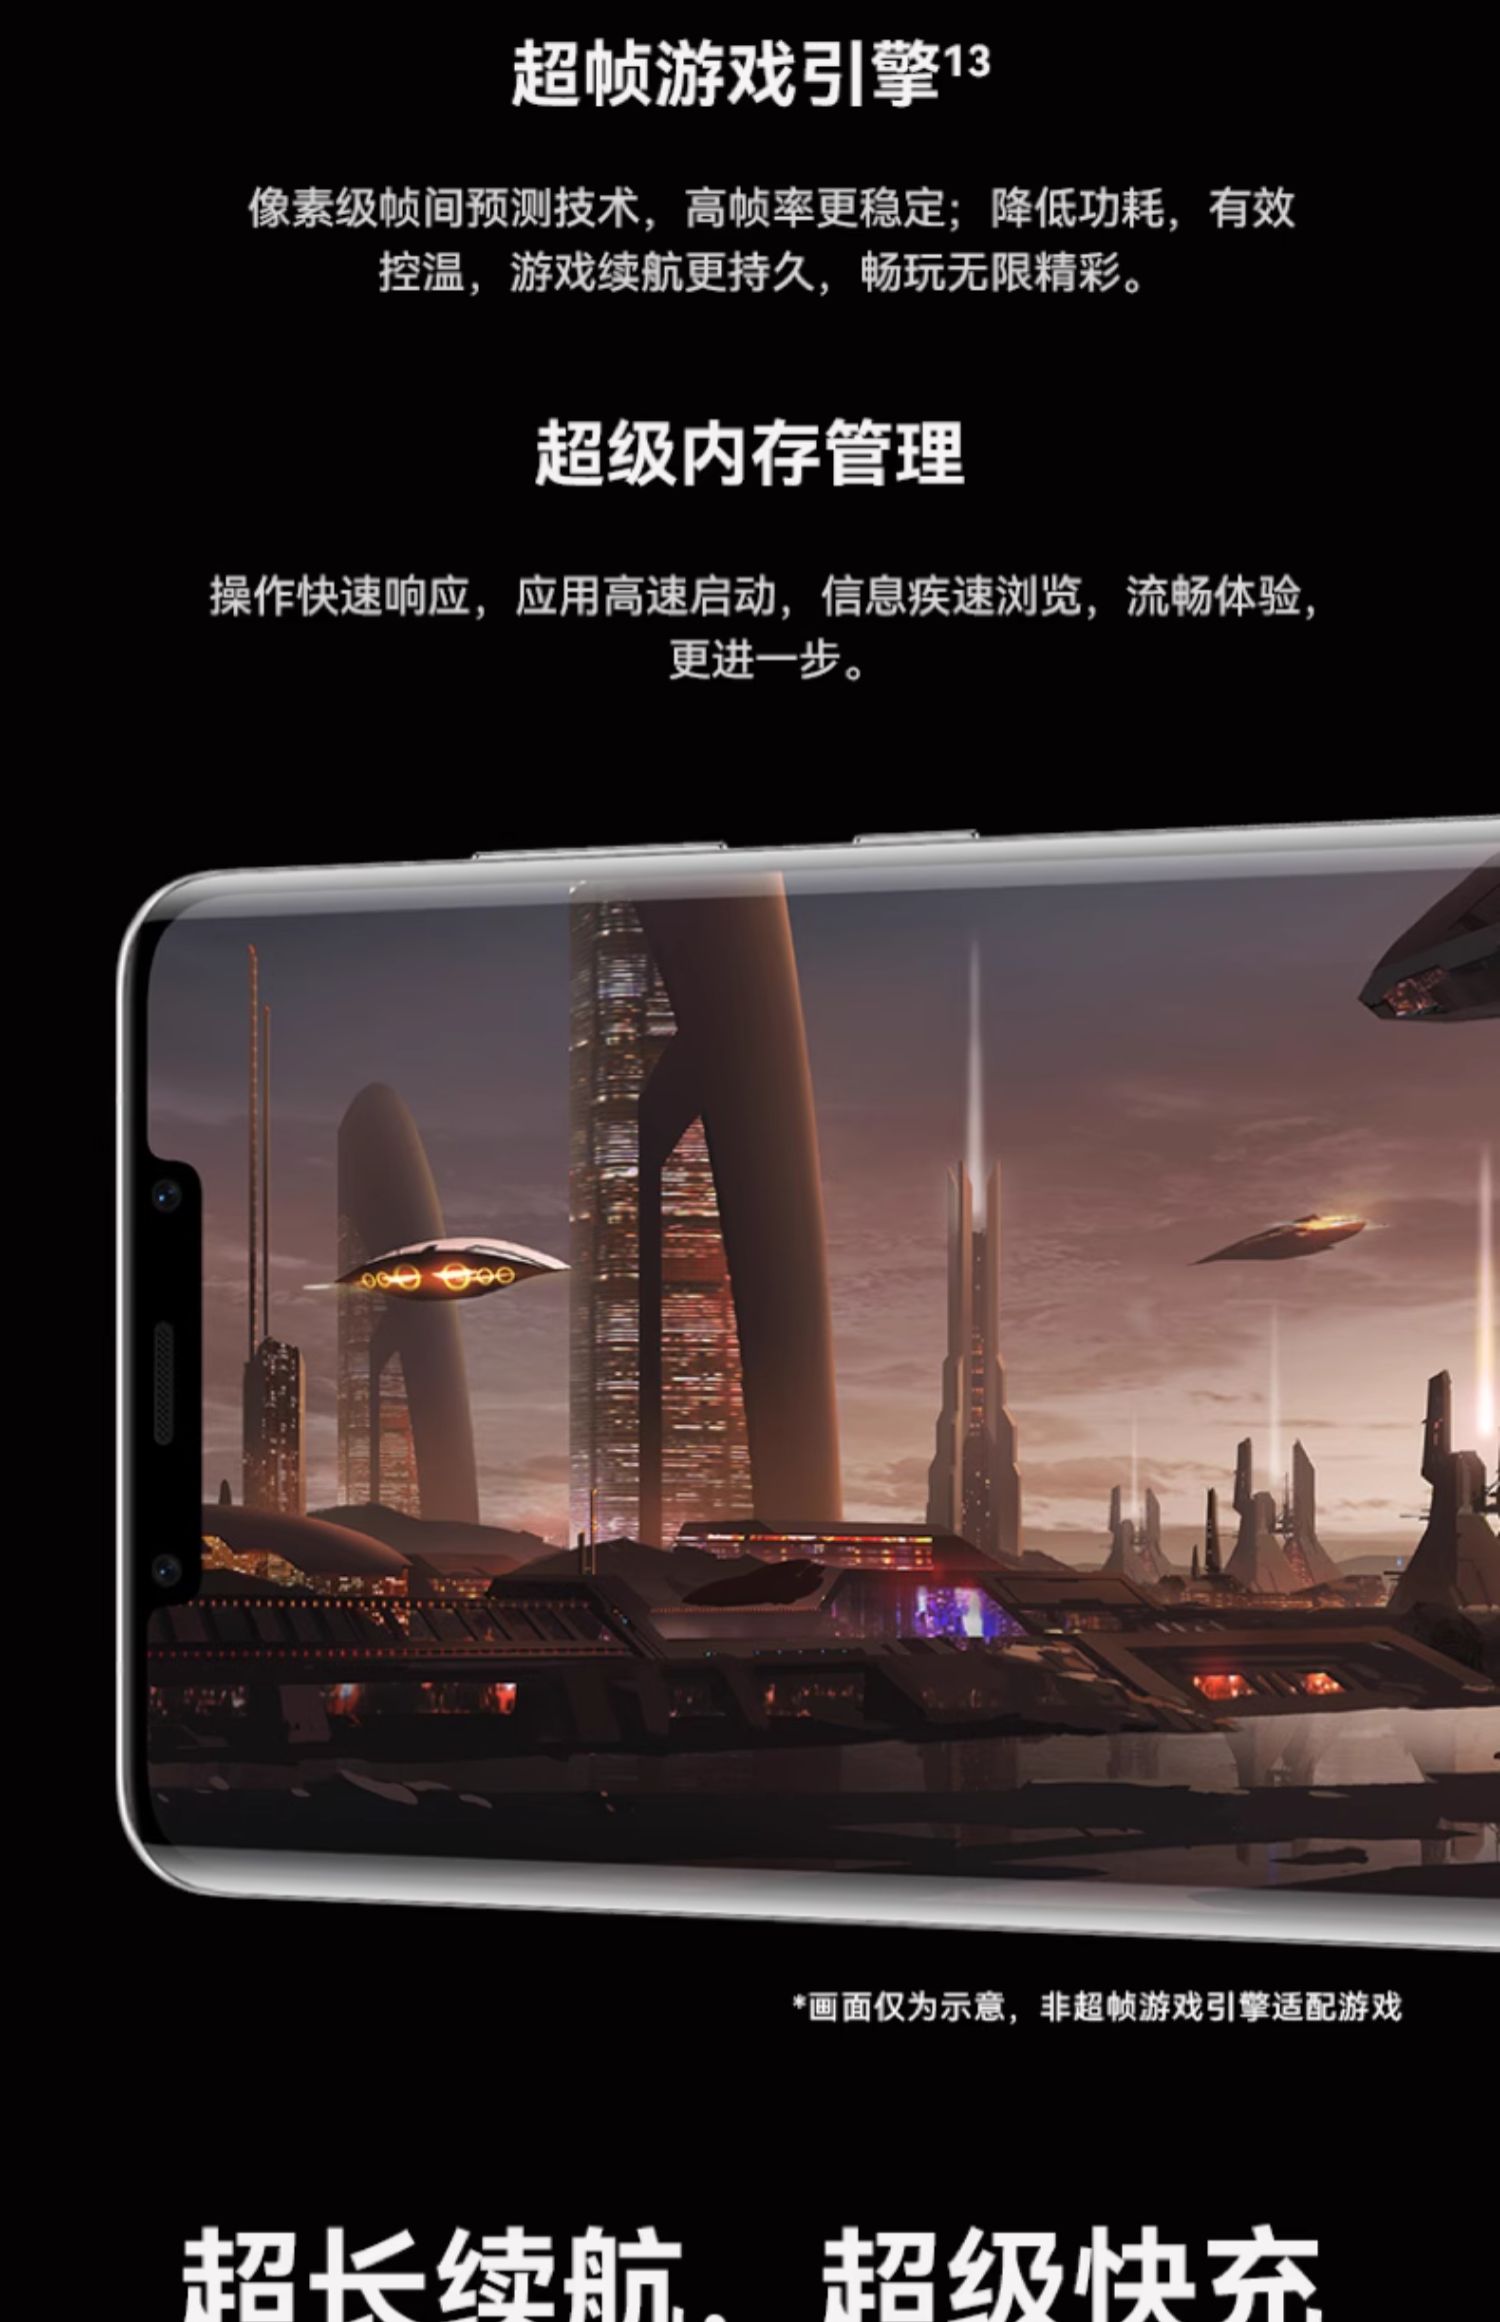 超帧游戏引擎13
像素级帧间预测技术，高帧率更稳定；降低功耗，有效
控温，游戏续航更持久，畅玩无限精彩。
超级内存管理
操作快速响应，应用高速启动，信息疾速浏览，流畅体验，
更进一步。
*画面仅为示意，非超帧游戏引擎适配游戏
超长续航，超级快充